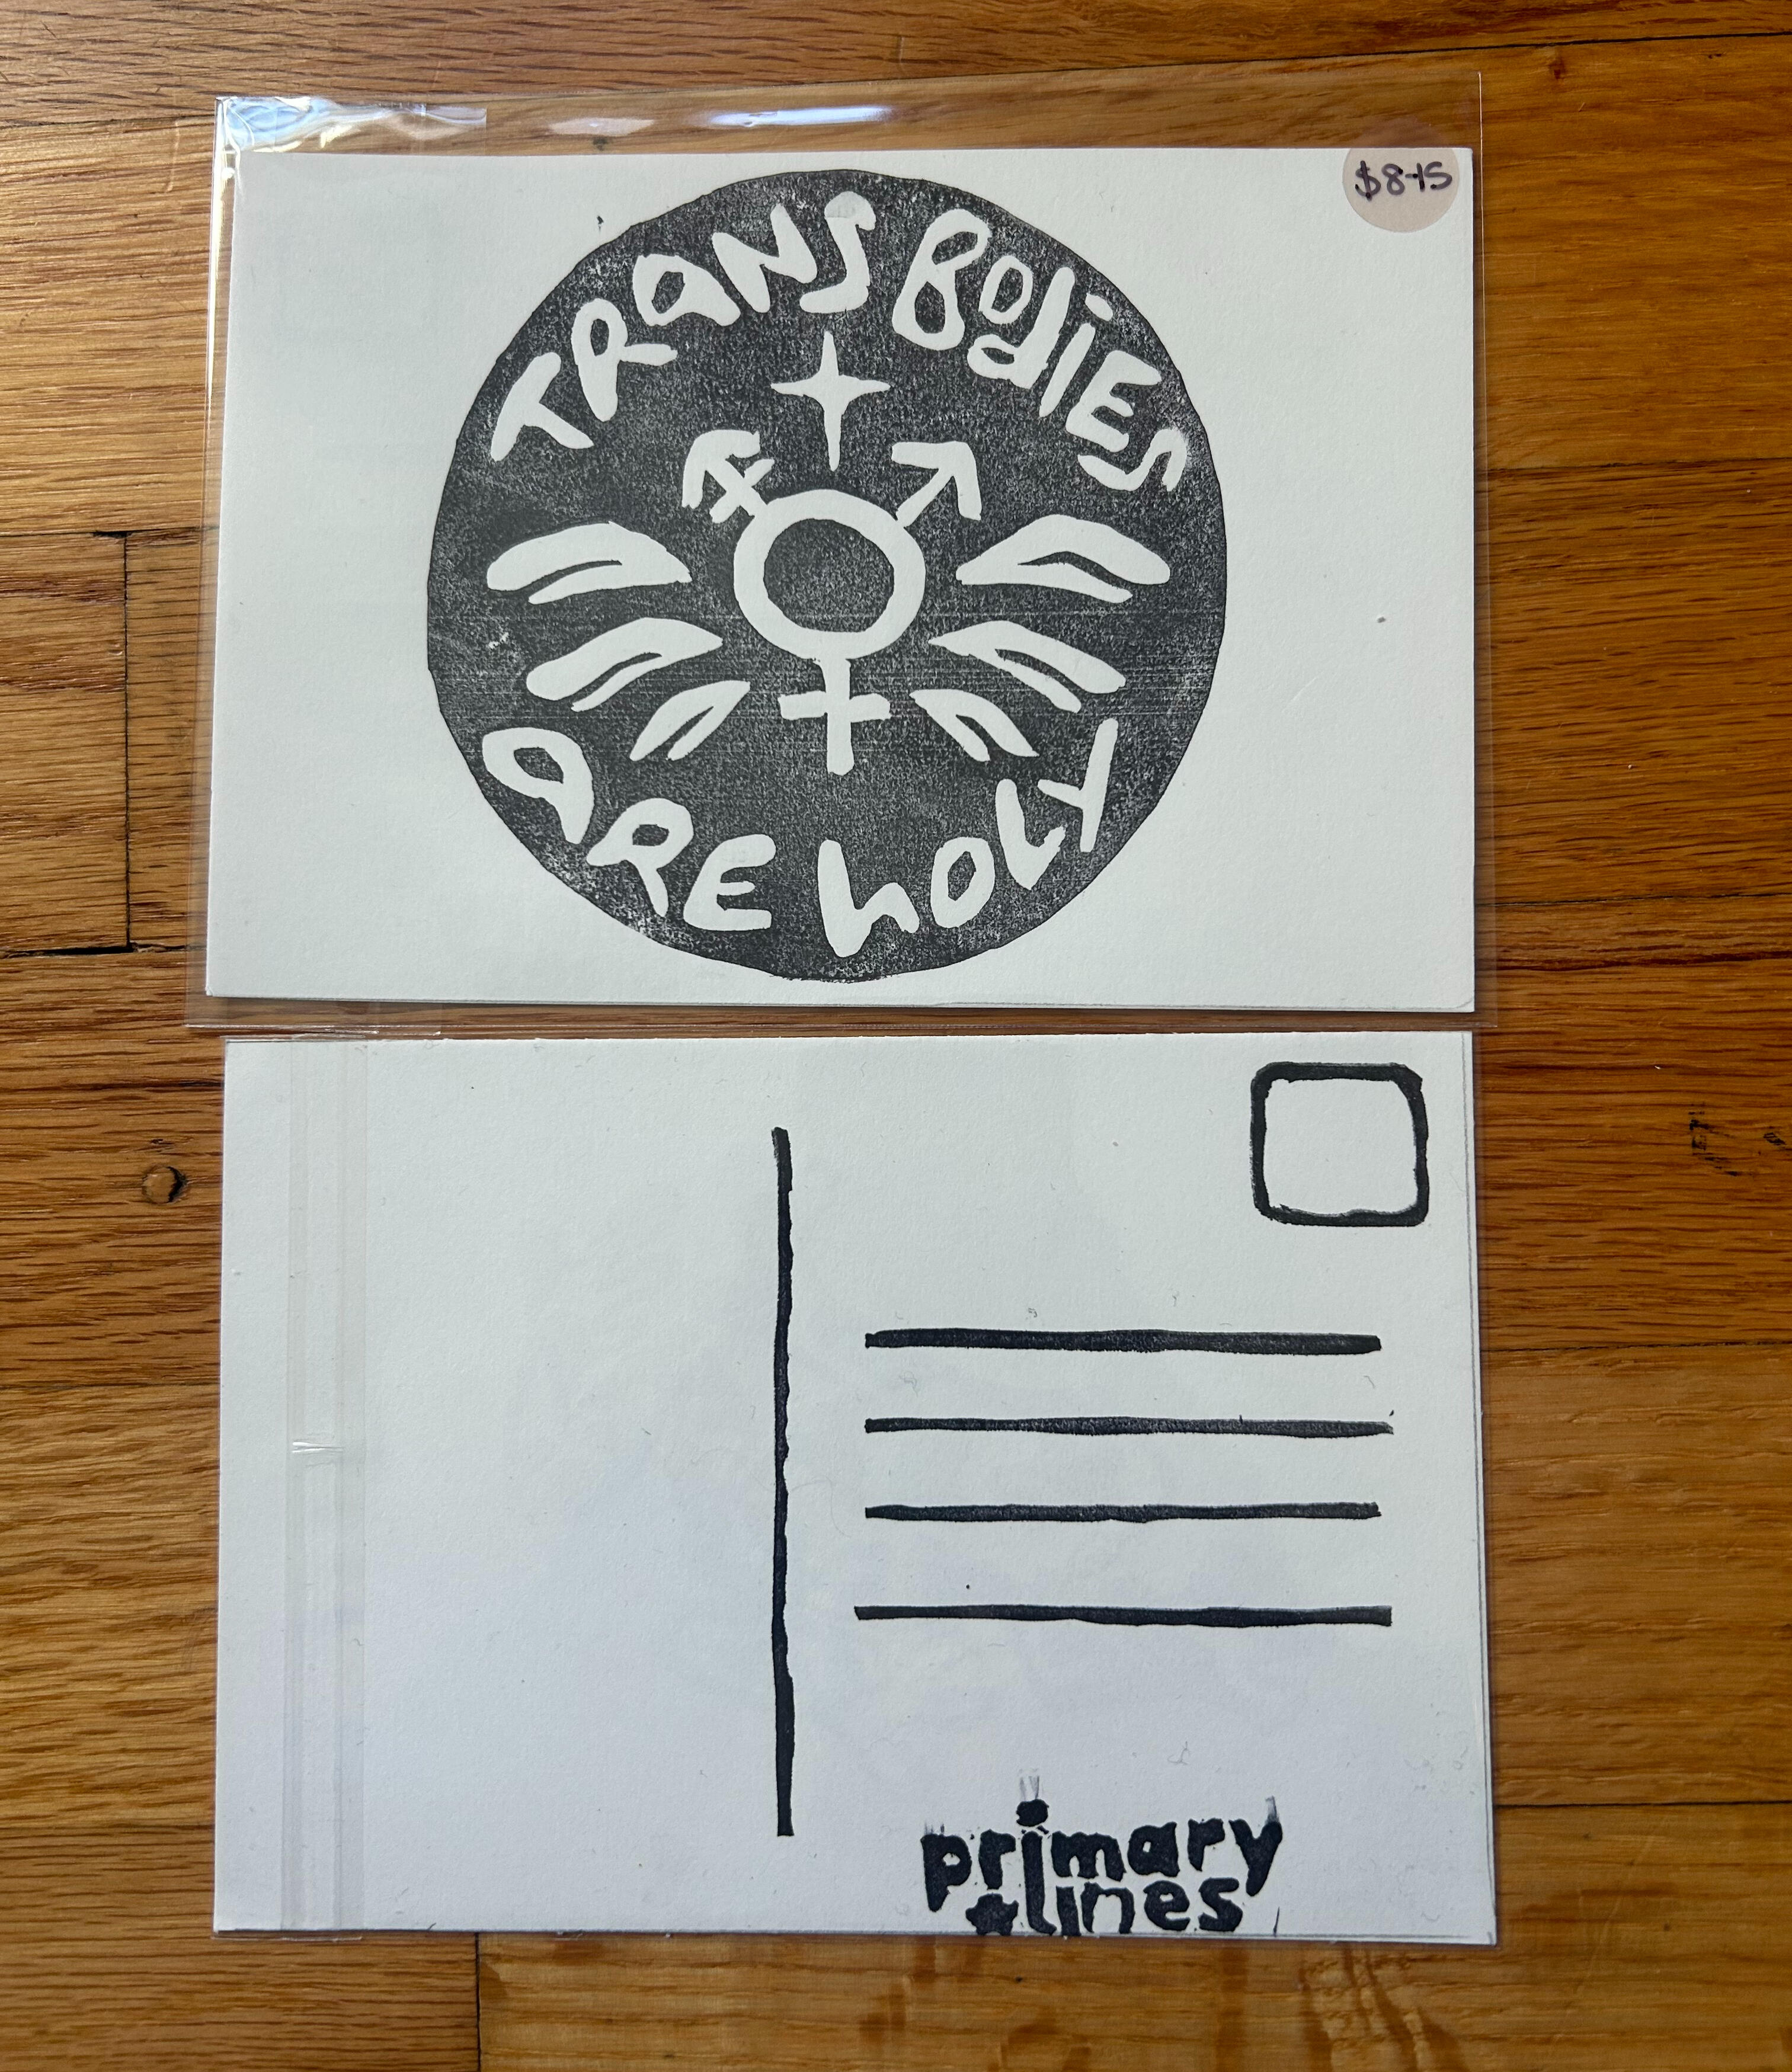 $8-15
TRaNS BodiES
aRE hOLY
primary
lines